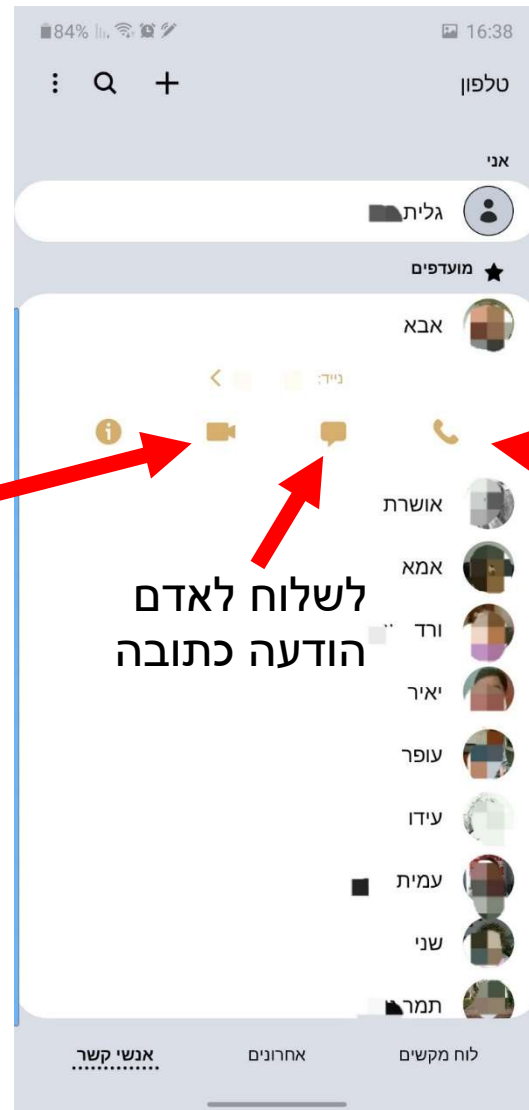 84% 16:38
טלפון
אני
גלית
מועדפים
אבא
נייד:
אושרת
אמא
לשלוח לאדם
הודעה כתובה
ורד
יאיר
עופר
עידו
עמית
שני
תמר
לוח מקשים
אחרונים
אנשי קשר